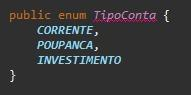 public enum TipoConta {
    CORRENTE,
    POUPANCA,
    INVESTIMENTO
}